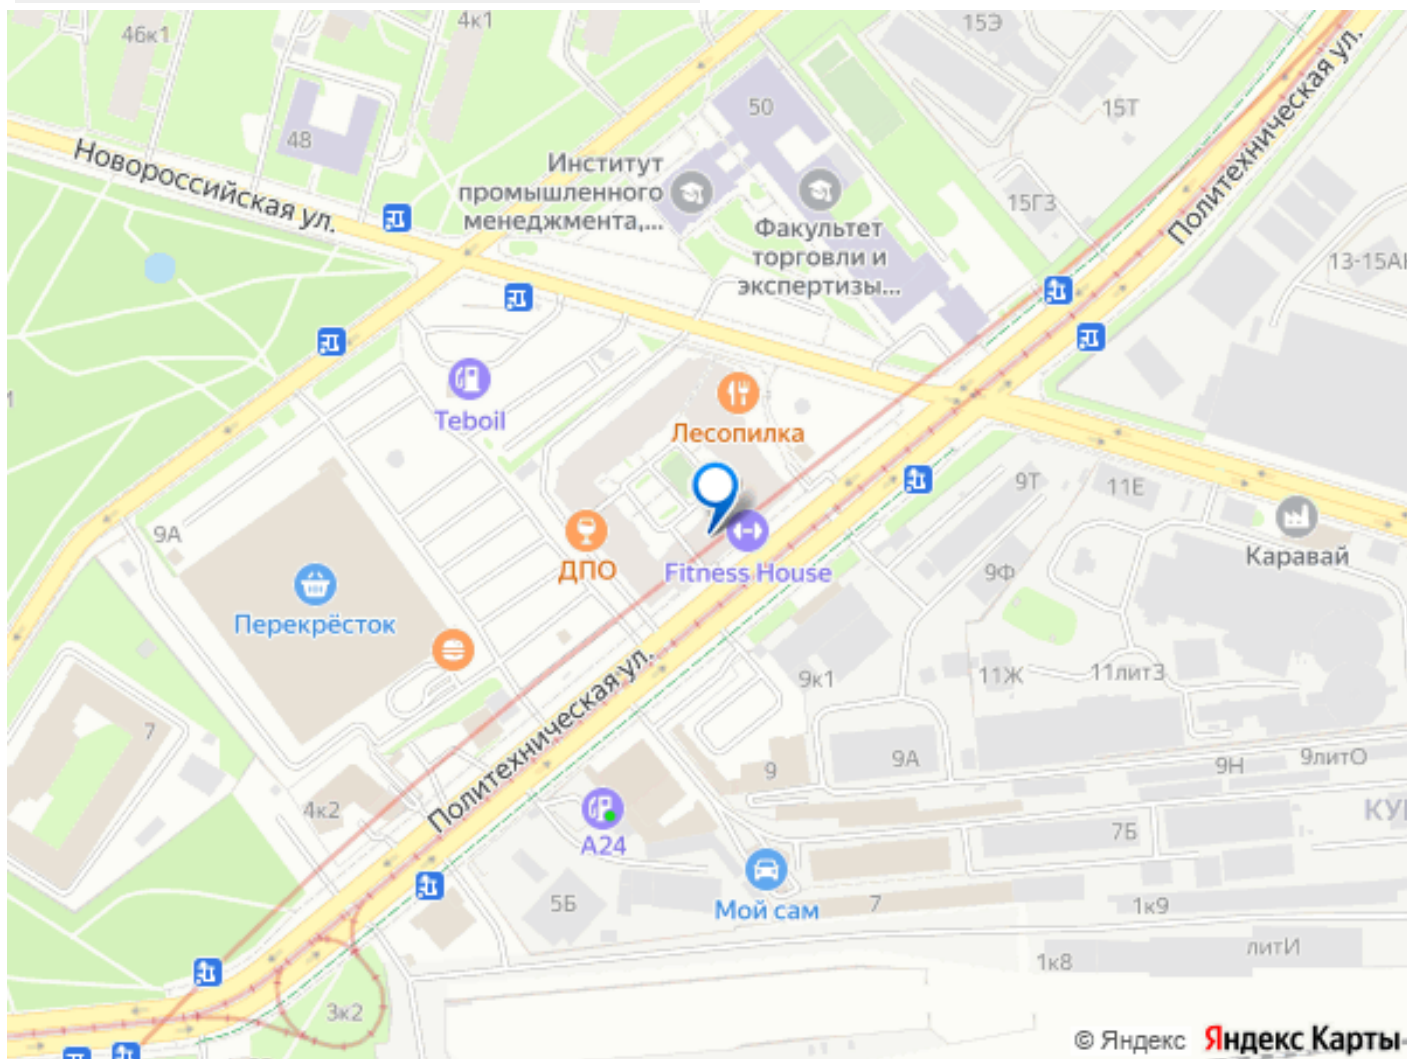 46к1
4к1
15Э
Политехническая ул.
50
15Т
48
Новороссийская ул.
Институт
промышленного
менеджмента,...
Факультет
торговли и
экспертизы...
15Г3
Teboil
Лесопилка
9А
ДПО
Fitness House
9Т
11Е
Каравай
9Ф
Перекрёсток
7
Политехническая ул.
9к1
11Ж
11лит3
9
9А
9Н
9литО
4к2
А24
7Б
5Б
Мой сам
7
1к9
литИ
1к8
3к2
© Яндекс Яндекс Карты